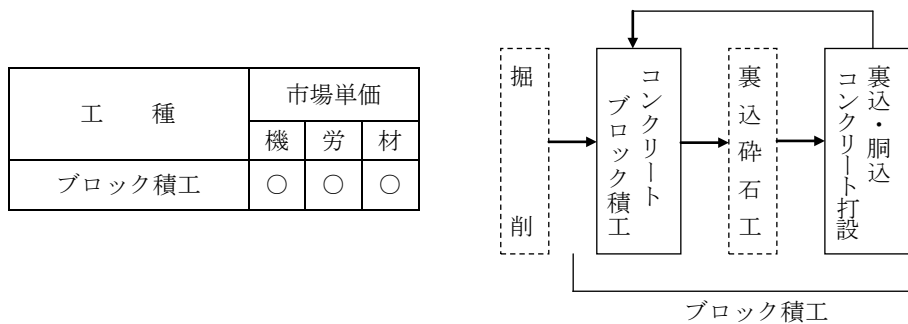 工　種
市場単価
機 労 材
ブロック積工 ○ ○ ○
掘削
コンクリート
ブロック積工
裏込砕石工
裏込・胴込
コンクリート打設
ブロック積工